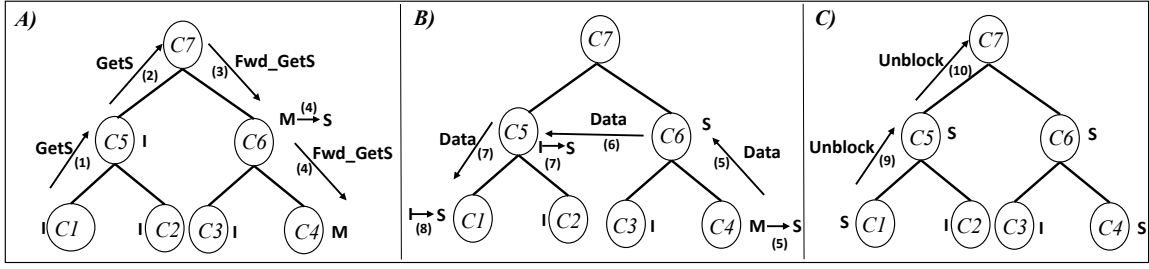 A)
C7
GetS
(2)
(3)
Fwd_GetS
GetS
(1)
C5
I
C6
M → S
(4)
Fwd_GetS
(4)
I
C1
I
C2
C3
I
C4
M
B)
C7
Data
(7)
C5
I → S
(7)
Data
(6)
C6
S
(5)
Data
I → S
(8)
C1
I
C2
C3
I
C4
M → S
(5)
C)
C7
Unblock
(10)
Unblock
(9)
C5
S
C6
S
S
C1
I
C2
C3
I
C4
S